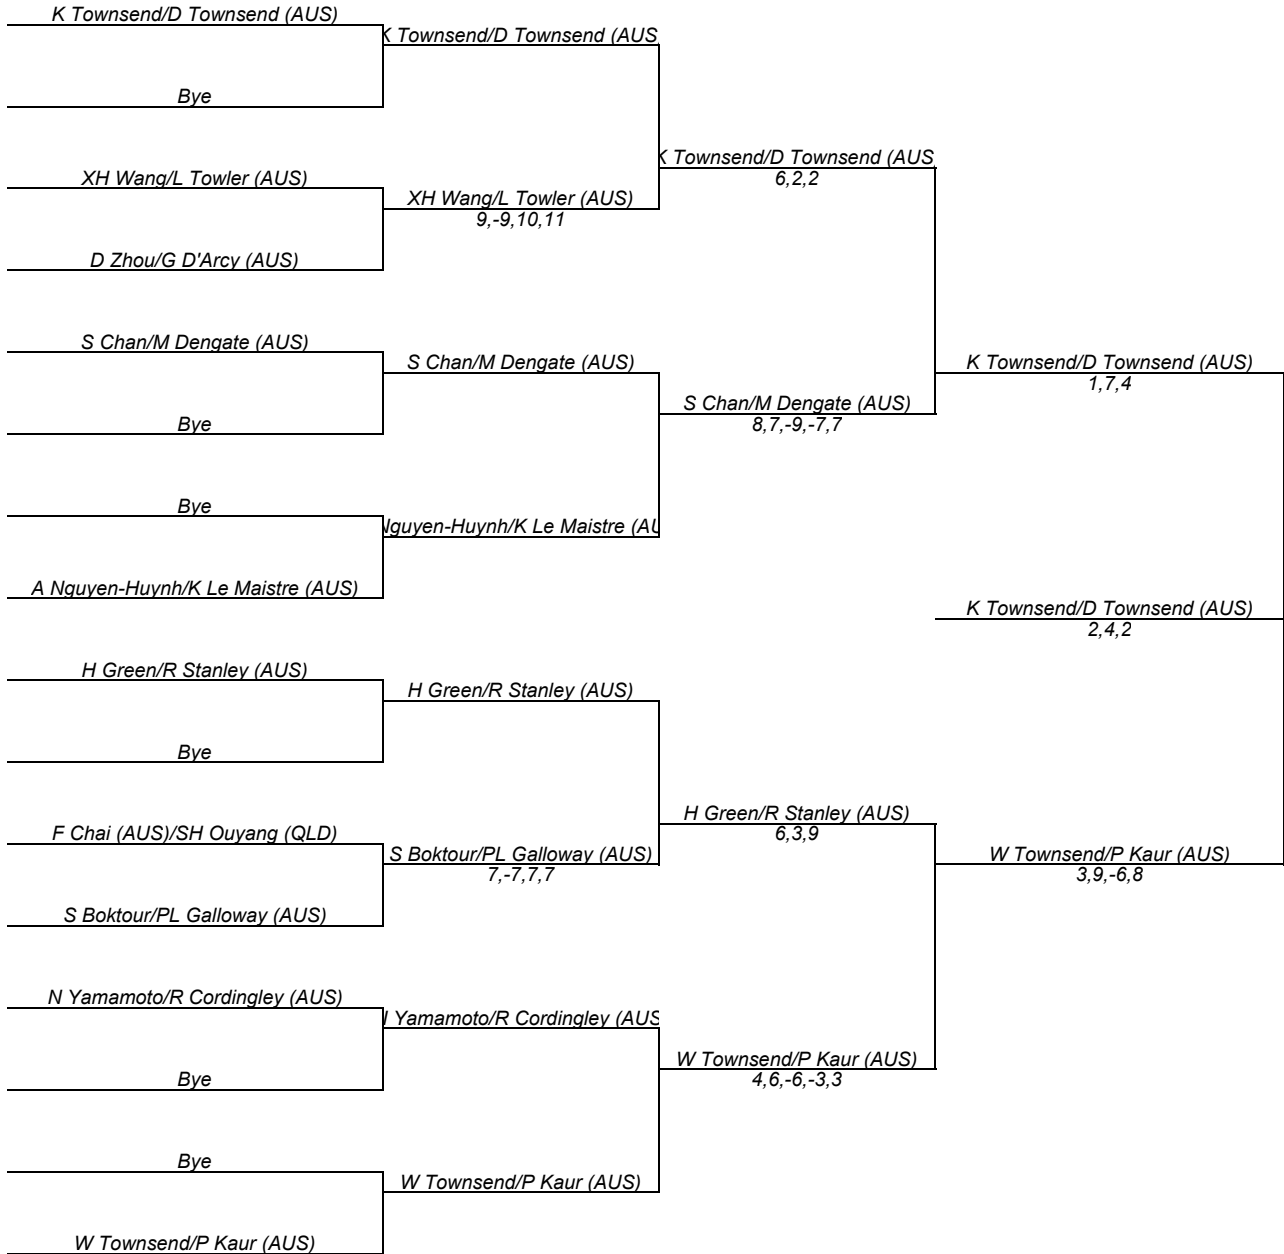 K Townsend/D Townsend (AUS)
K Townsend/D Townsend (AUS
Bye
K Townsend/D Townsend (AUS
6,2,2
XH Wang/L Towler (AUS)
XH Wang/L Towler (AUS)
9,-9,10,11
D Zhou/G D'Arcy (AUS)
S Chan/M Dengate (AUS)
S Chan/M Dengate (AUS)
K Townsend/D Townsend (AUS)
1,7,4
S Chan/M Dengate (AUS)
8,7,-9,-7,7
Bye
Bye
Nguyen-Huynh/K Le Maistre (AU
A Nguyen-Huynh/K Le Maistre (AUS)
K Townsend/D Townsend (AUS)
2,4,2
H Green/R Stanley (AUS)
H Green/R Stanley (AUS)
Bye
H Green/R Stanley (AUS)
6,3,9
F Chai (AUS)/SH Ouyang (QLD)
S Boktour/PL Galloway (AUS)
7,-7,7,7
W Townsend/P Kaur (AUS)
3,9,-6,8
S Boktour/PL Galloway (AUS)
N Yamamoto/R Cordingley (AUS)
Yamamoto/R Cordingley (AUS
W Townsend/P Kaur (AUS)
4,6,-6,-3,3
Bye
Bye
W Townsend/P Kaur (AUS)
W Townsend/P Kaur (AUS)